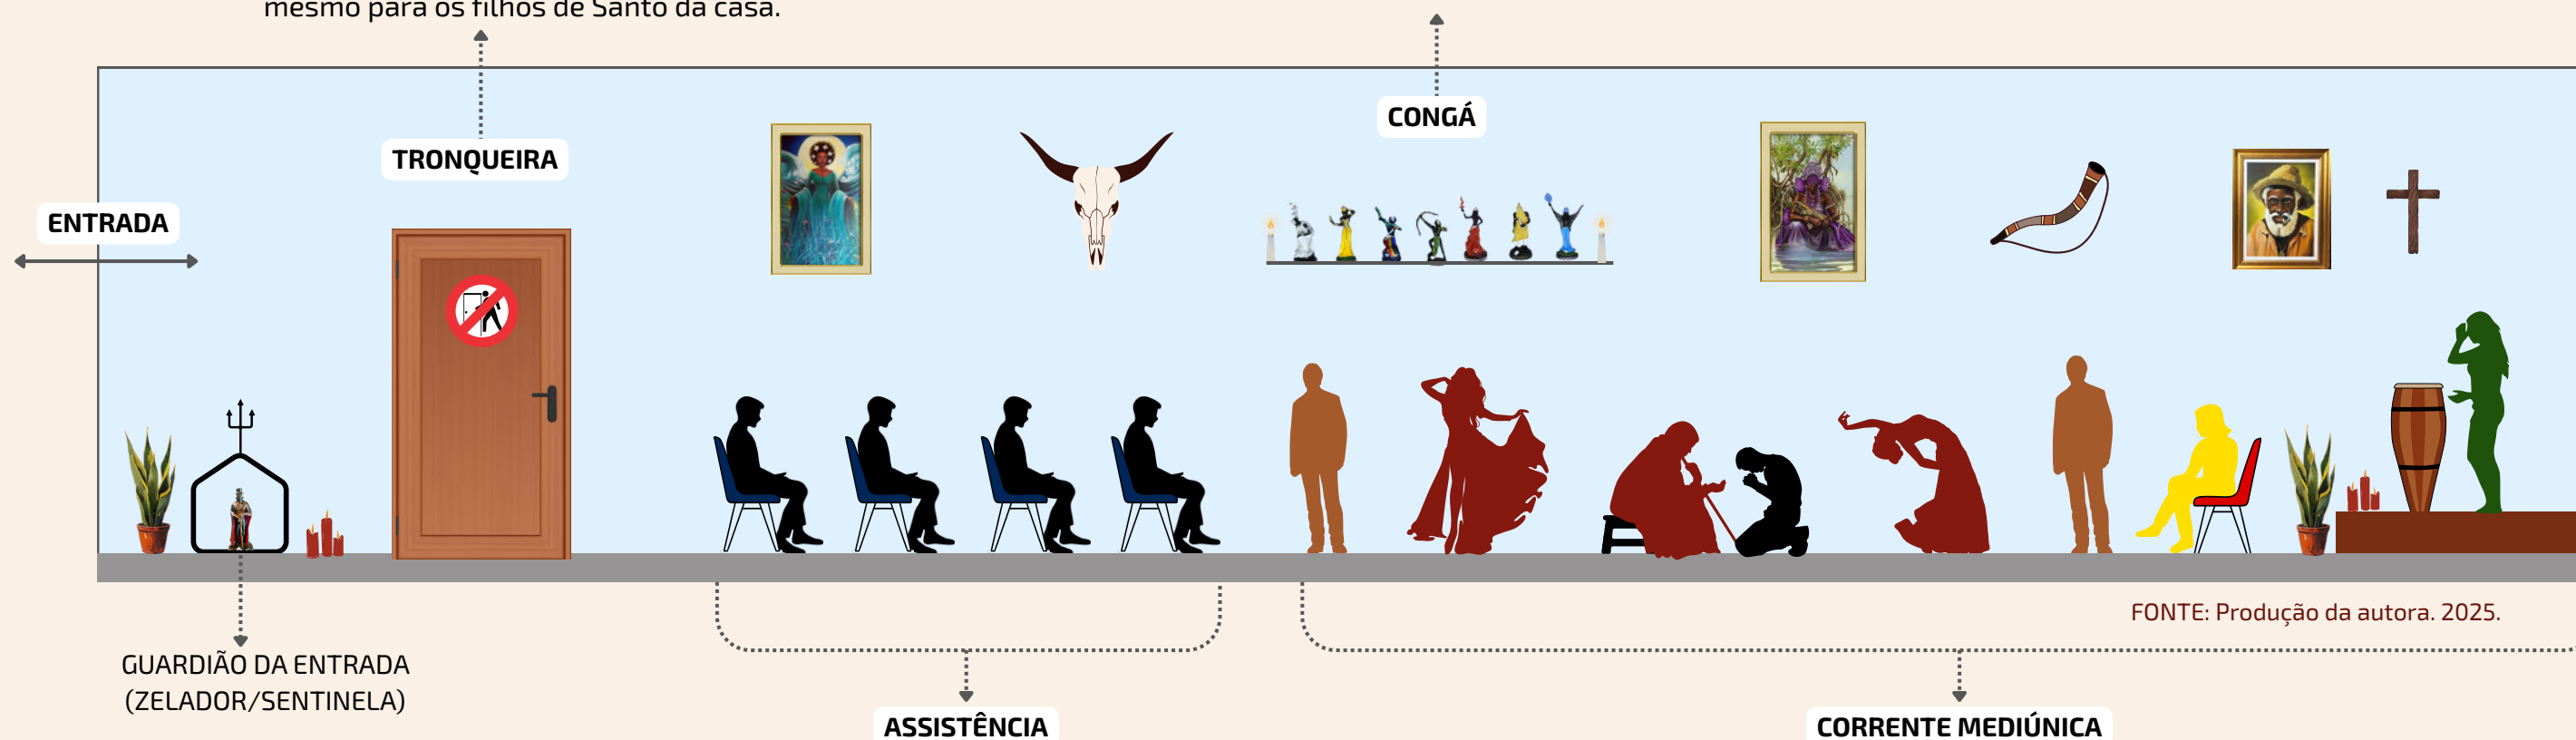 mesmo para os filhos de Santo da casa.
CONGÁ
TRONQUEIRA
ENTRADA
FONTE: Produção da autora. 2025.
GUARDIÃO DA ENTRADA
(ZELADOR/SENTINELA)
ASSISTÊNCIA
CORRENTE MEDIÚNICA